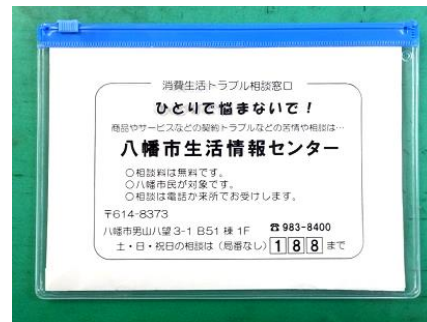 消費生活トラブル相談窓口
ひとりで悩まないで！
商品やサービスなどの契約トラブルなどの苦情や相談は…
八幡市生活情報センター
○相談料は無料です。
○八幡市民が対象です。
○相談は電話か来所でお受けします。
〒614-8373
八幡市男山八望 3-1 B51 棟 1F ☎983-8400
土・日・祝日の相談は（局番なし）188まで